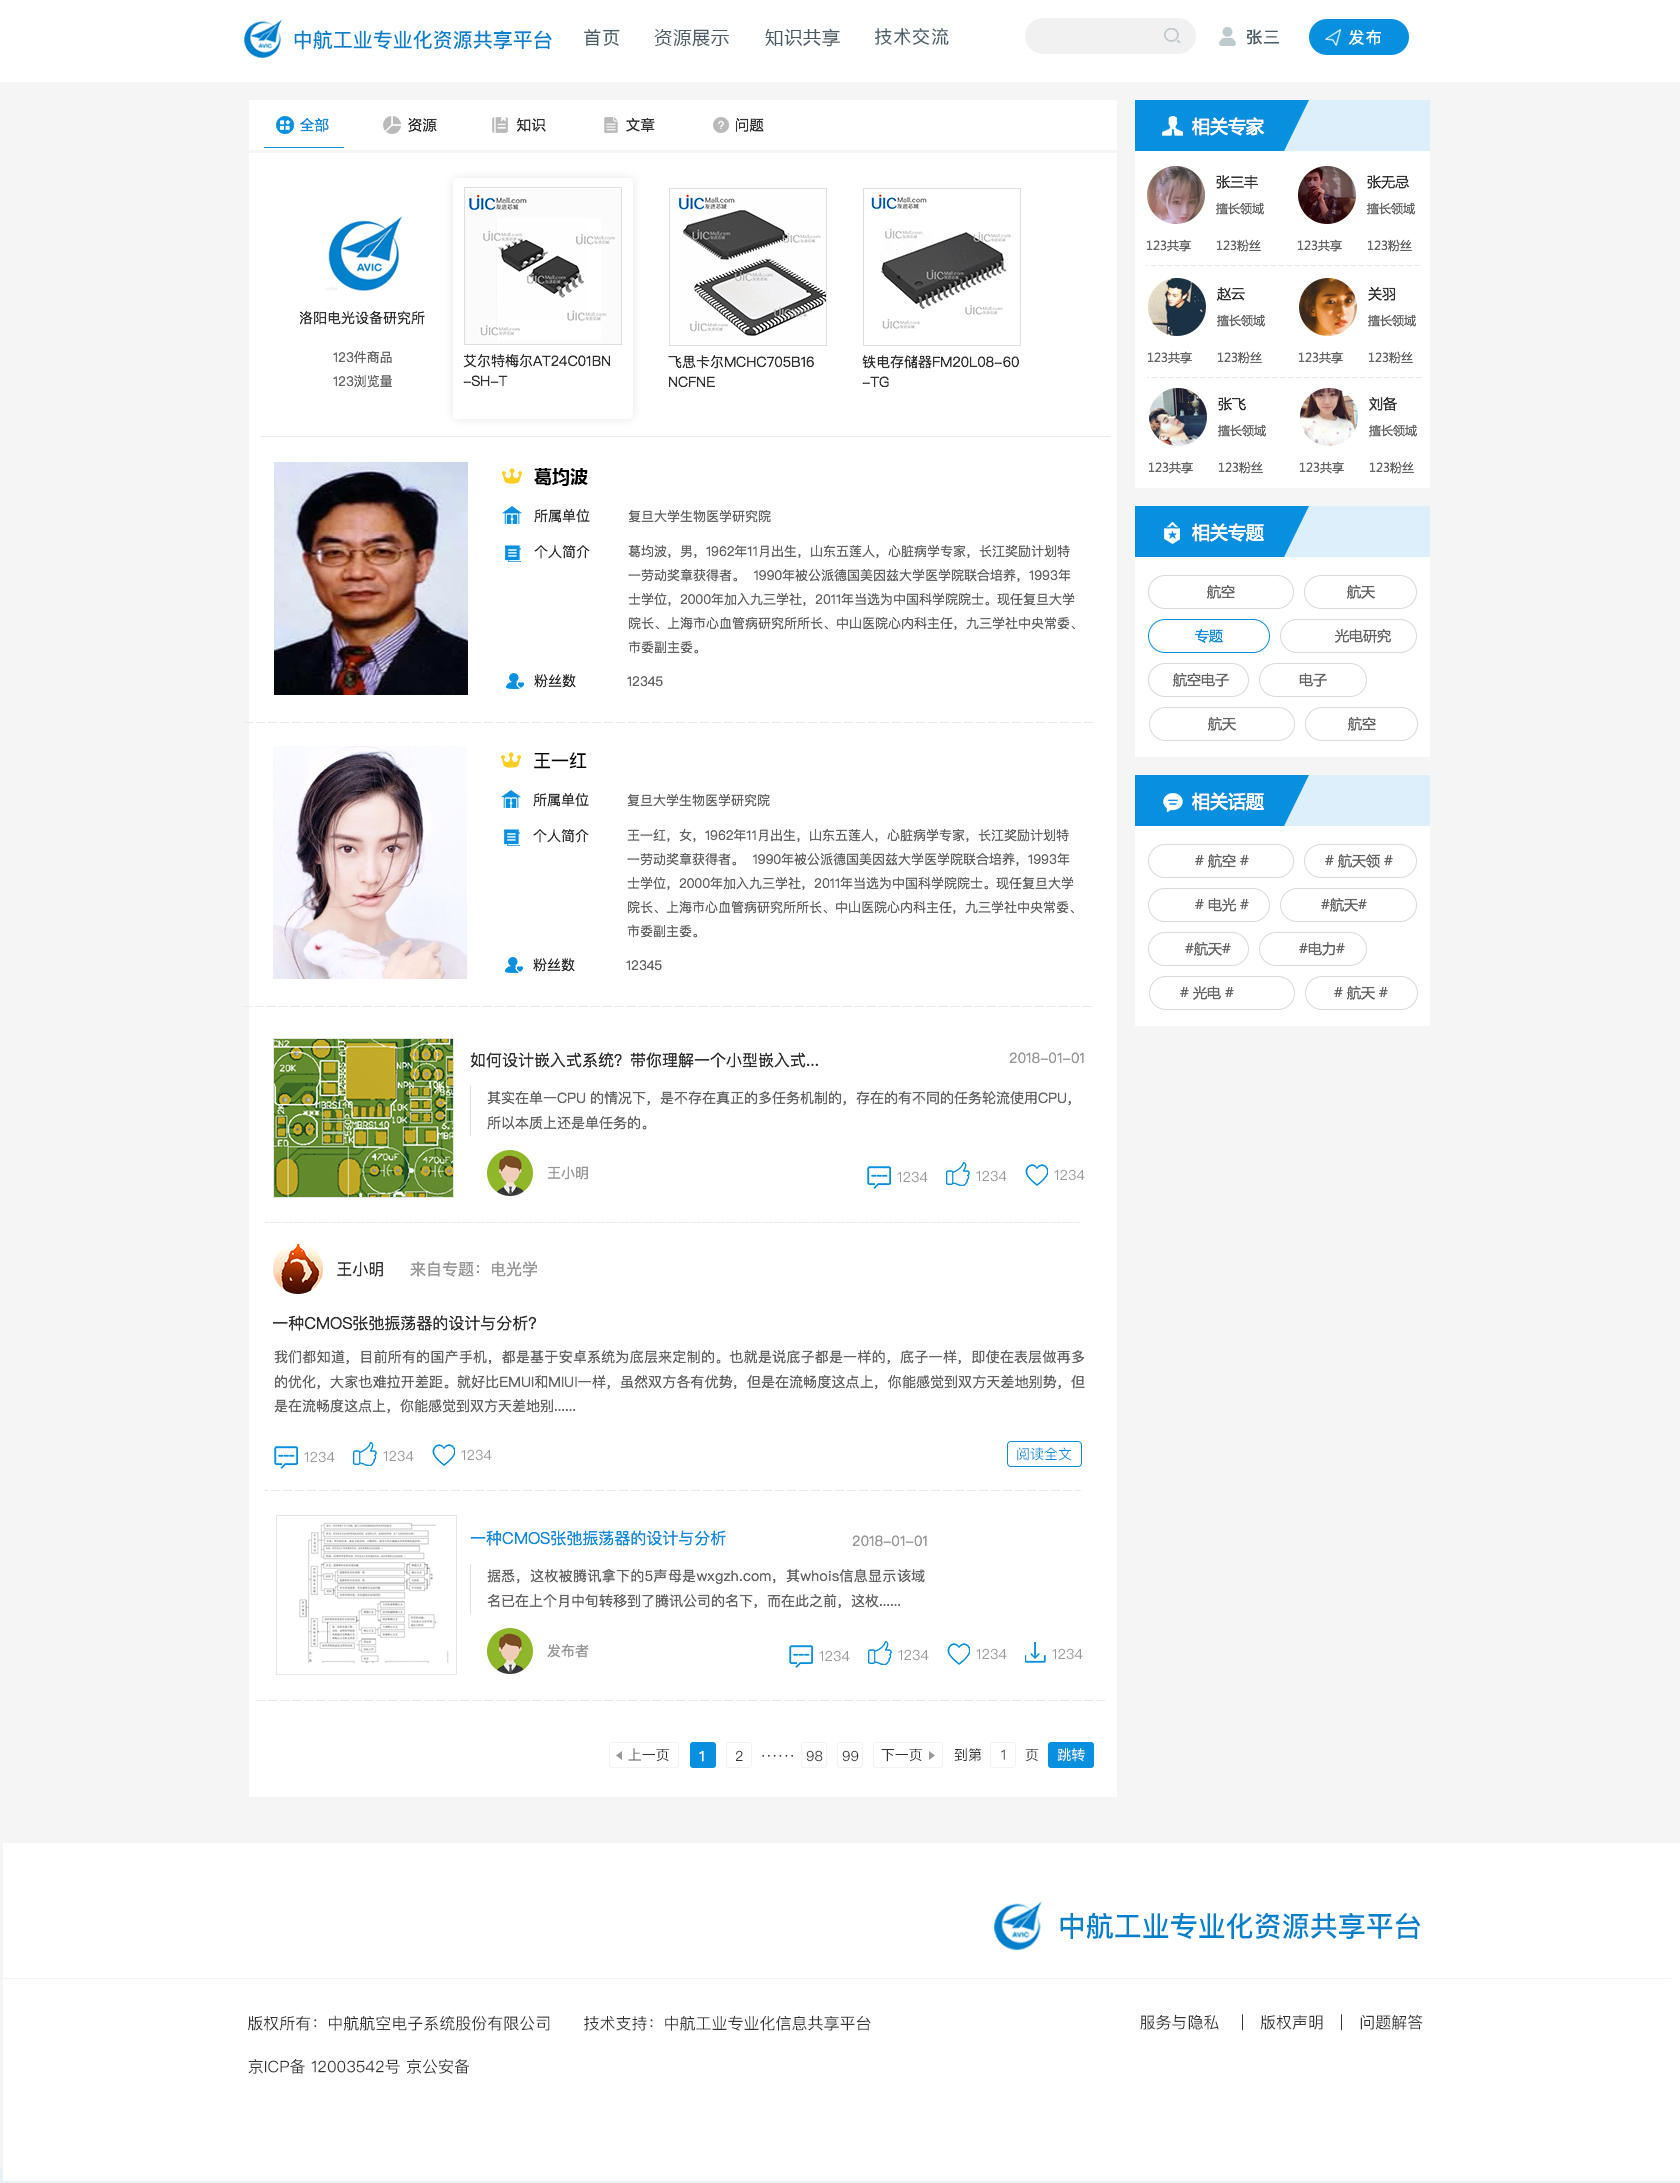 中航工业专业化资源共享平台
首页
资源展示
知识共享
技术交流
张三
发布
全部
资源
知识
文章
问题
AVIC
洛阳电光设备研究所
123件商品
123浏览量
UIC Mall.com
艾尔特梅尔AT24C01BN
-SH-T
UIC Mall.com
飞思卡尔MCHC705B16
NCFNE
UIC Mall.com
铁电存储器FM20L08-60
-TG
葛均波
所属单位
复旦大学生物医学研究院
个人简介
葛均波，男，1962年11月出生，山东五莲人，心脏病学专家，长江奖励计划特
一劳动奖章获得者。 1990年被公派德国美因兹大学医学院联合培养，1993年
士学位，2000年加入九三学社，2011年当选为中国科学院院士。现任复旦大学
院长、上海市心血管病研究所所长、中山医院心内科主任，九三学社中央常委、
市委副主委。
粉丝数
12345
王一红
所属单位
复旦大学生物医学研究院
个人简介
王一红，女，1962年11月出生，山东五莲人，心脏病学专家，长江奖励计划特
一劳动奖章获得者。 1990年被公派德国美因兹大学医学院联合培养，1993年
士学位，2000年加入九三学社，2011年当选为中国科学院院士。现任复旦大学
院长、上海市心血管病研究所所长、中山医院心内科主任，九三学社中央常委、
市委副主委。
粉丝数
12345
如何设计嵌入式系统？带你理解一个小型嵌入式...
2018-01-01
其实在单一CPU 的情况下，是不存在真正的多任务机制的，存在的有不同的任务轮流使用CPU，
所以本质上还是单任务的。
王小明
1234
1234
1234
王小明
来自专题：电光学
一种CMOS张弛振荡器的设计与分析？
我们都知道，目前所有的国产手机，都是基于安卓系统为底层来定制的。也就是说底子都是一样的，底子一样，即使在表层做再多
的优化，大家也难拉开差距。就好比EMUI和MIUI一样，虽然双方各有优势，但是在流畅度这点上，你能感觉到双方天差地别势，但
是在流畅度这点上，你能感觉到双方天差地别......
1234
1234
1234
阅读全文
一种CMOS张弛振荡器的设计与分析
2018-01-01
据悉，这枚被腾讯拿下的5声母是wxgzh.com，其whois信息显示该域
名已在上个月中旬转移到了腾讯公司的名下，而在此之前，这枚......
发布者
1234
1234
1234
1234
上一页
1
2
······
98
99
下一页
到第
1
页
跳转
相关专家
张三丰
擅长领域
123共享
123粉丝
张无忌
擅长领域
123共享
123粉丝
赵云
擅长领域
123共享
123粉丝
关羽
擅长领域
123共享
123粉丝
张飞
擅长领域
123共享
123粉丝
刘备
擅长领域
123共享
123粉丝
相关专题
航空
航天
专题
光电研究
航空电子
电子
航天
航空
相关话题
# 航空 #
# 航天领 #
# 电光 #
#航天#
#航天#
#电力#
# 光电 #
# 航天 #
中航工业专业化资源共享平台
版权所有：中航航空电子系统股份有限公司
技术支持：中航工业专业化信息共享平台
服务与隐私 | 版权声明 | 问题解答
京ICP备 12003542号 京公安备